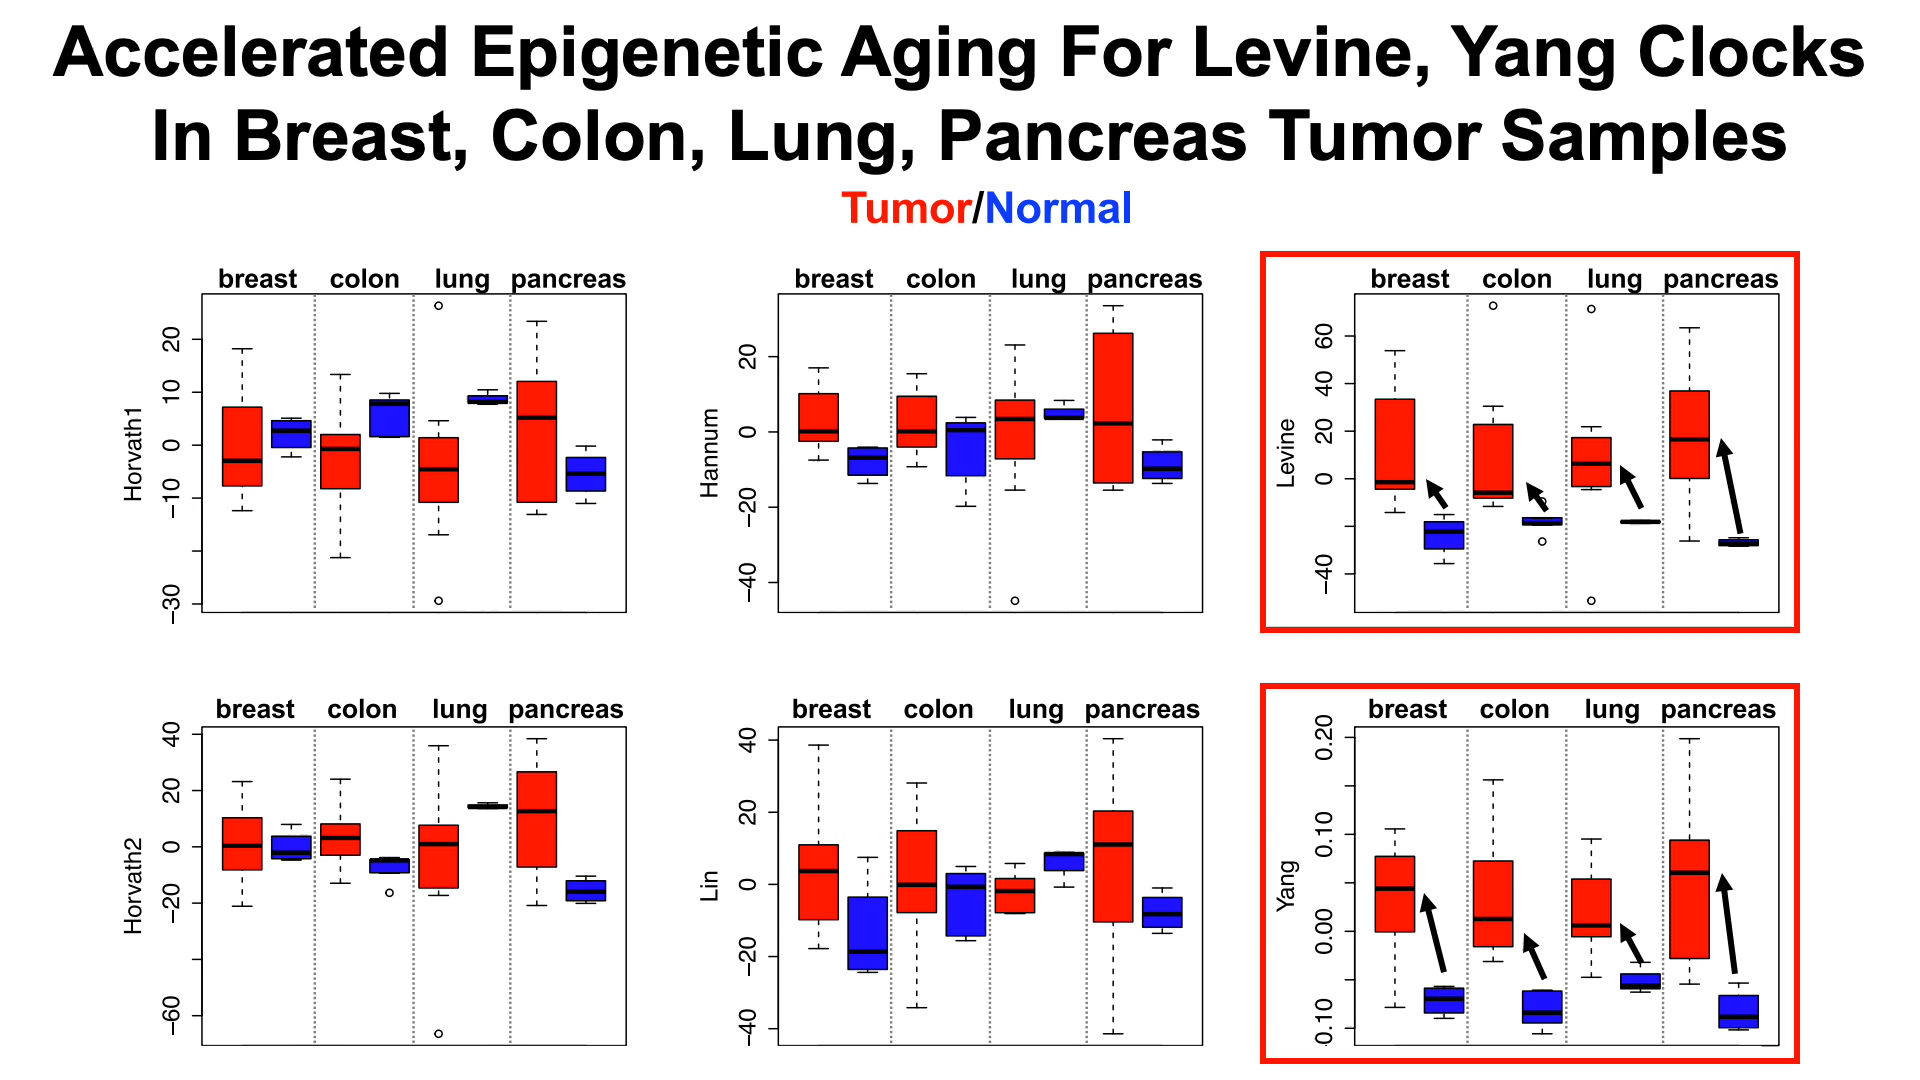 Accelerated Epigenetic Aging For Levine, Yang Clocks
In Breast, Colon, Lung, Pancreas Tumor Samples
Tumor/Normal
breast colon lung pancreas
Horvath1
20
10
0
−10
−30
breast colon lung pancreas
Hannum
20
0
−20
−40
breast colon lung pancreas
Levine
60
40
20
0
−40
breast colon lung pancreas
Horvath2
40
20
0
−20
−60
breast colon lung pancreas
Lin
40
20
0
−20
−40
breast colon lung pancreas
Yang
0.20
0.10
0.00
0.10